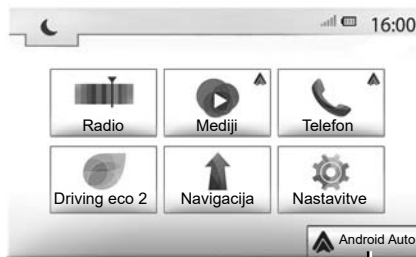 16:00
Radio
Mediji
Telefon
Driving eco 2
Navigacija
Nastavitve
Android Auto